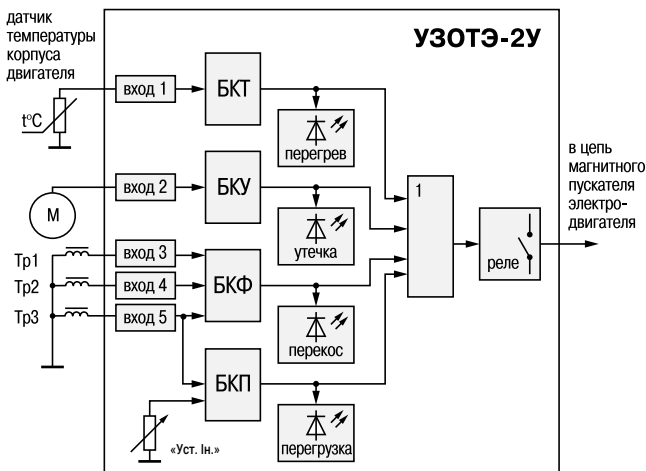 датчик
температуры
корпуса
двигателя
УЗОТЭ-2У
t°C
вход 1
БКТ
перегрев
M
вход 2
БКУ
утечка
Тр1
Тр2
Тр3
вход 3
вход 4
вход 5
БКФ
перекос
БКП
перегрузка
«Уст. Iн.»
1
реле
в цепь
магнитного
пускателя
электро-
двигателя